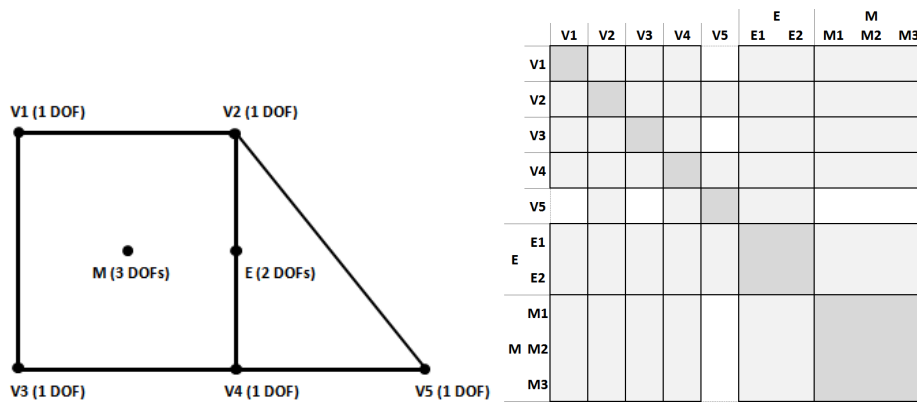 V1 (1 DOF)
V2 (1 DOF)
M (3 DOFs)
E (2 DOFs)
V3 (1 DOF)
V4 (1 DOF)
V5 (1 DOF)
E M
V1 V2 V3 V4 V5 E1 E2 M1 M2 M3
V1
V2
V3
V4
V5
E1
E
E2
M1
M M2
M3